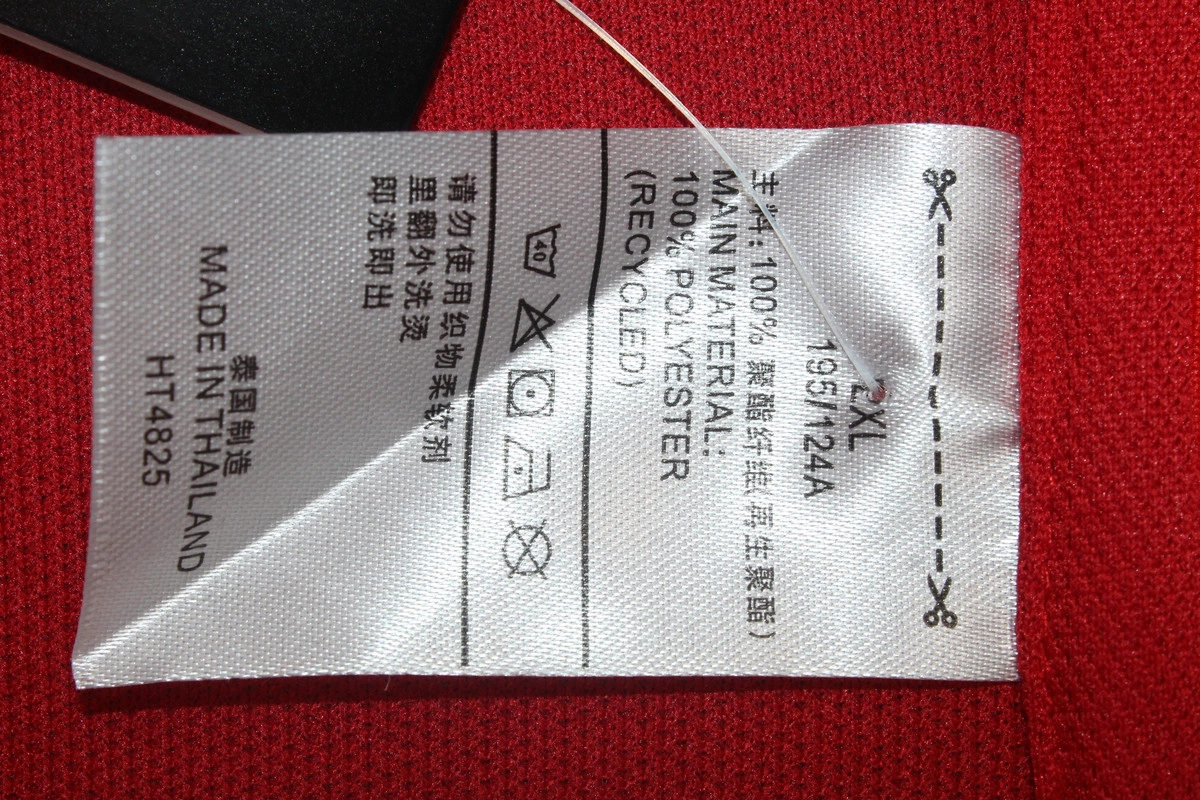 2XL
195/124A
主料: 100% 聚酯纤维(再生聚酯)
MAIN MATERIAL:
100% POLYESTER
(RECYCLED)
40
请勿使用织物柔软剂
里翻外洗烫
即洗即出
泰国制造
MADE IN THAILAND
HT4825